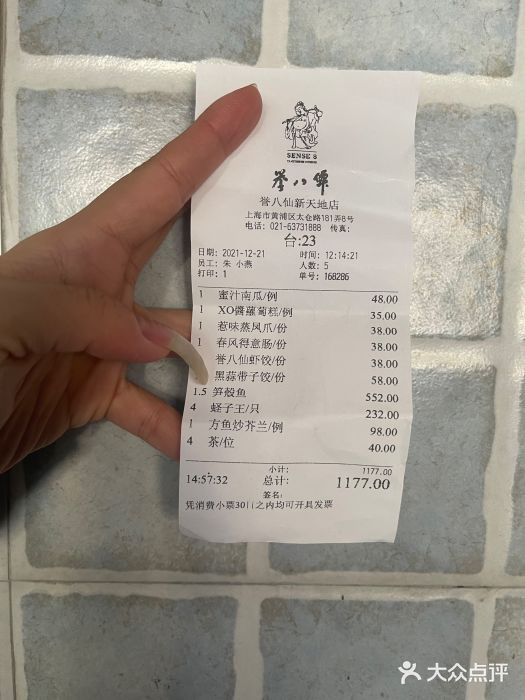 SENSE 8
誉八仙
誉八仙新天地店
上海市黄浦区太仓路181弄8号
电话：021-63731888 传真：
台:23
日期: 2021-12-21 时间: 12:14:21
员工: 朱 小燕 人数: 5
打印: 1 单号: 168286
1 蜜汁南瓜/例 48.00
1 XO醬蘿蔔糕/例 35.00
1 惹味蒸凤爪/份 38.00
1 春风得意肠/份 38.00
誉八仙虾饺/份 38.00
黑蒜带子饺/份 58.00
1.5 笋殼鱼 552.00
4 蛏子王/只 232.00
1 方鱼炒芥兰/例 98.00
4 茶/位 40.00
小计: 1177.00
14:57:32 总计: 1177.00
签名:
凭消费小票30日之内均可开具发票
大众点评